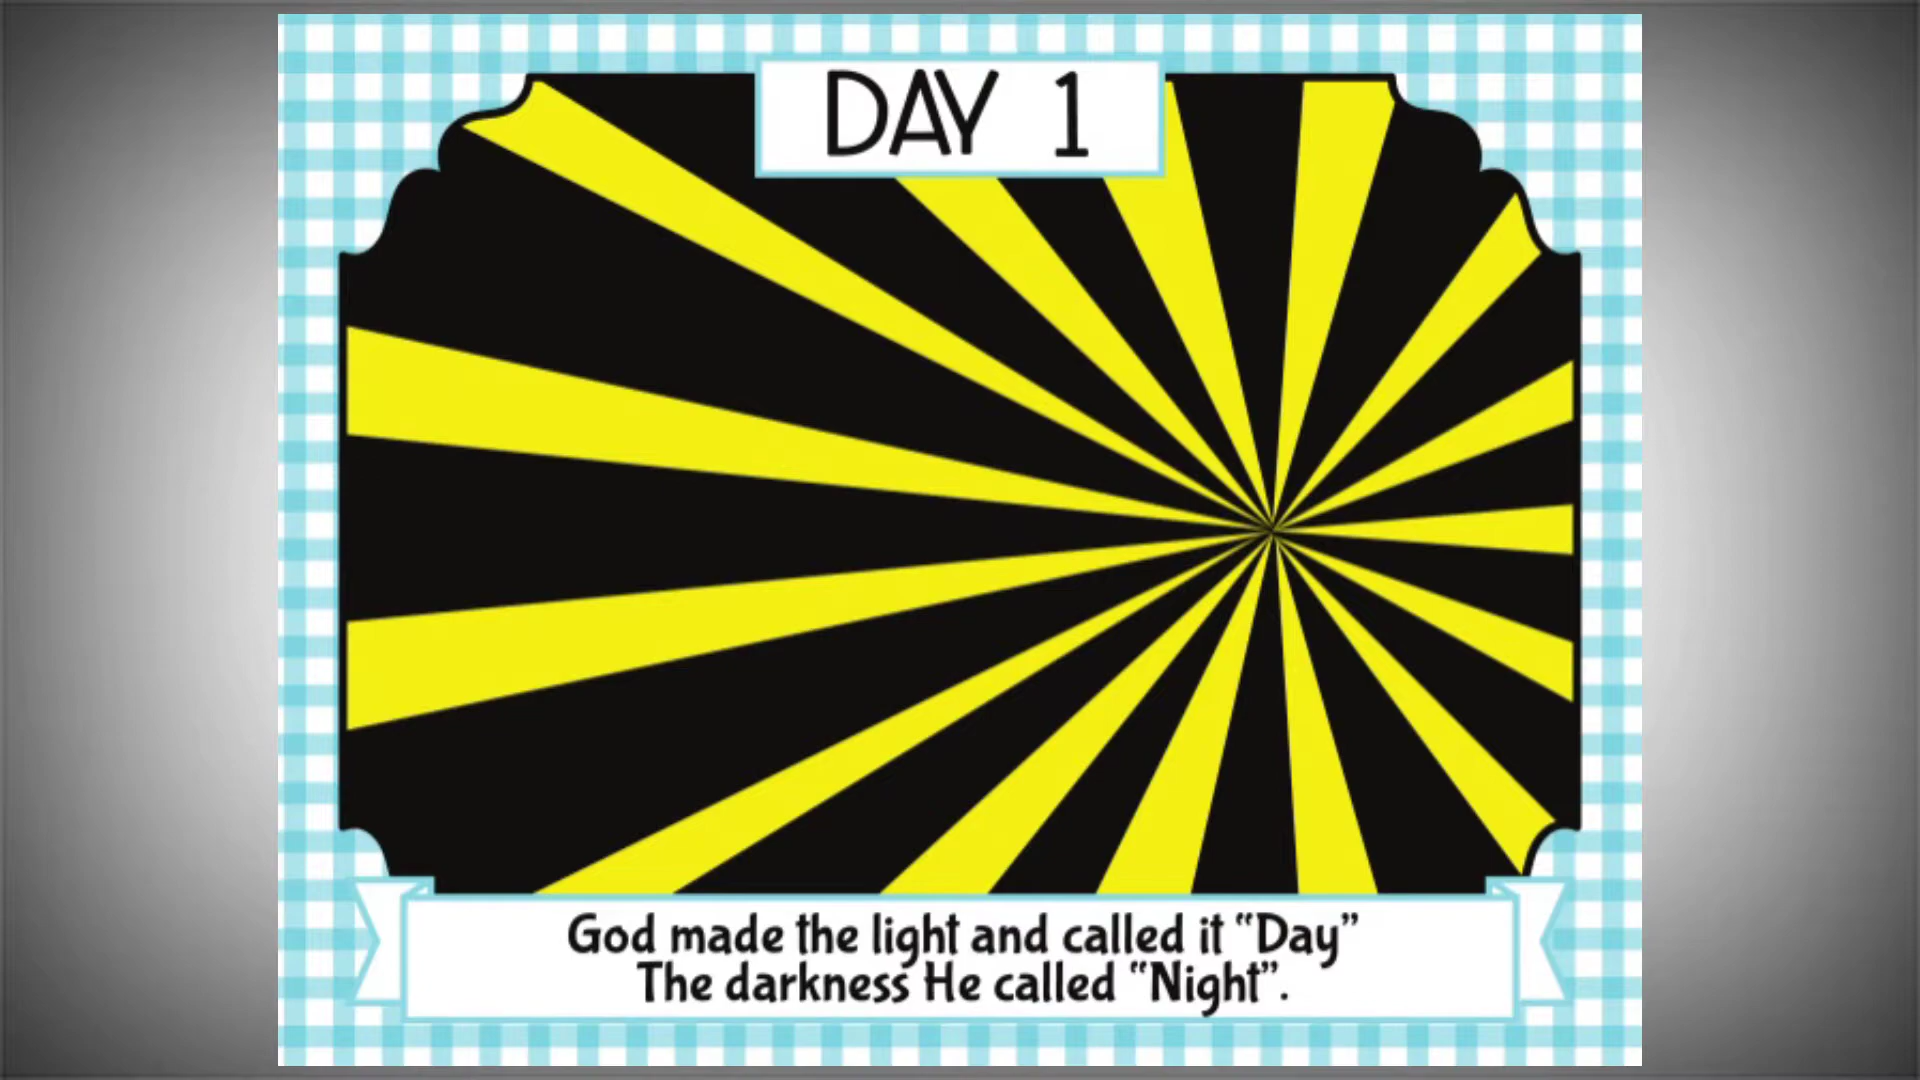 DAY 1
God made the light and called it “Day”
The darkness He called “Night”.